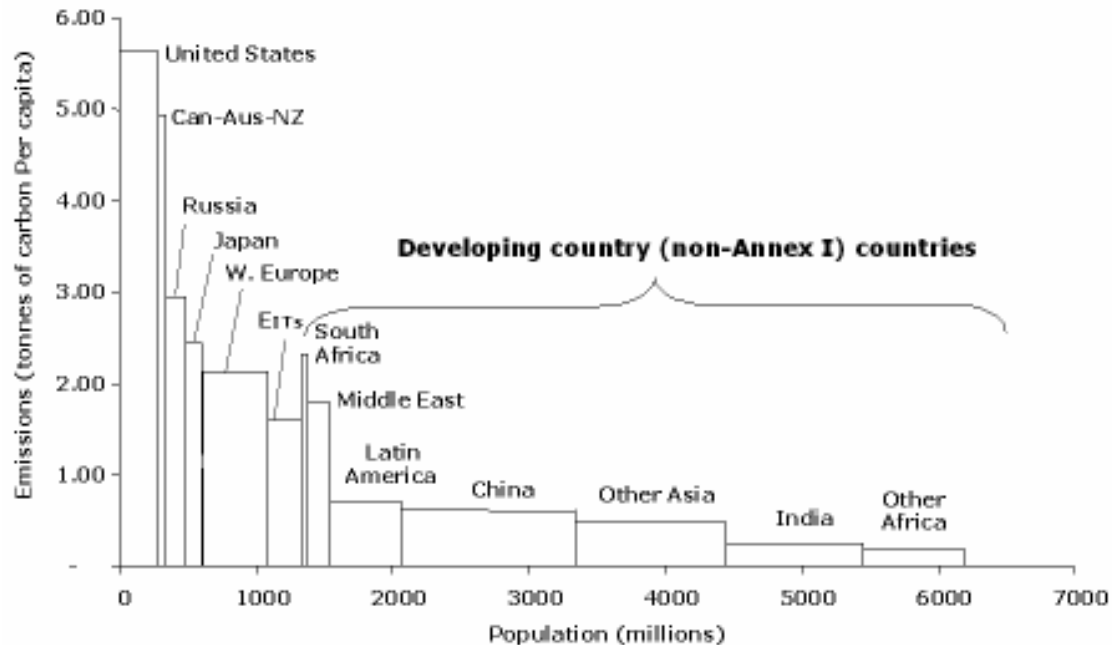 6.00
5.00
4.00
3.00
2.00
1.00
-
Emissions (tonnes of carbon Per capita)
United States
Can-Aus-NZ
Russia
Japan
W. Europe
EITs
South
Africa
Middle East
Developing country (non-Annex I) countries
Latin
America
China
Other Asia
India
Other
Africa
0
1000
2000
3000
4000
5000
6000
7000
Population (millions)